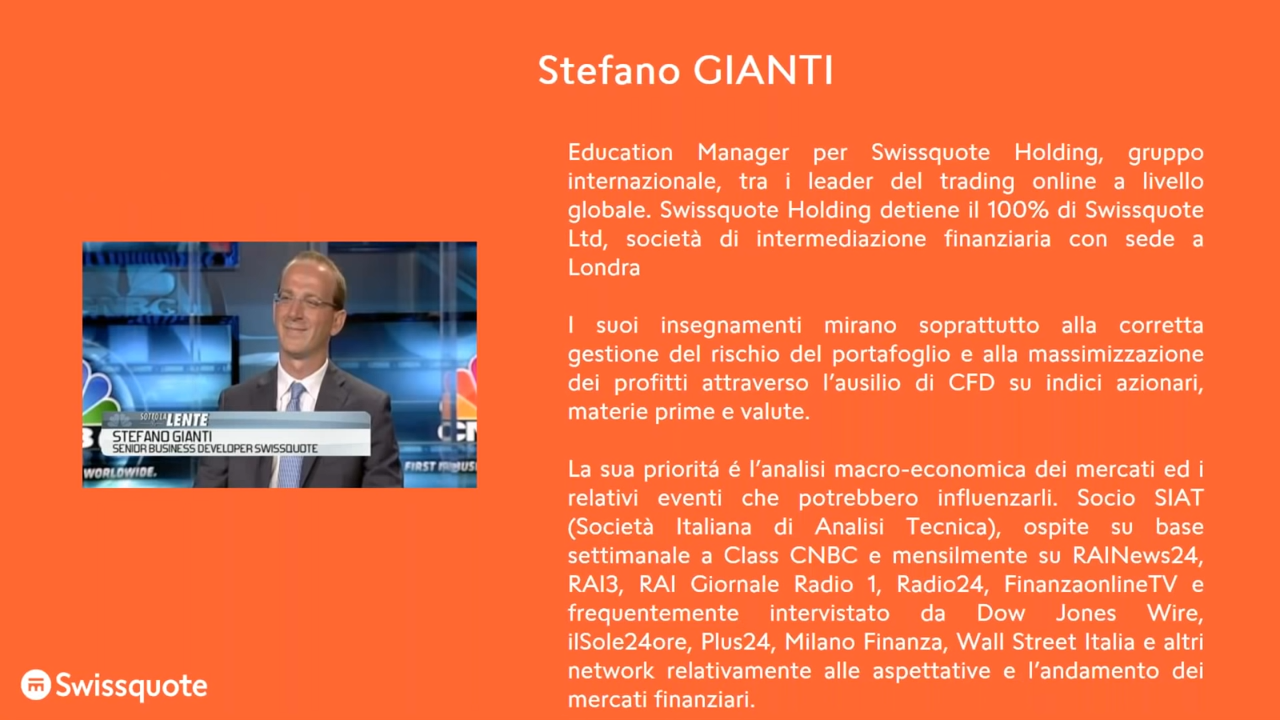 Stefano GIANTI
Education Manager per Swissquote Holding, gruppo
internazionale, tra i leader del trading online a livello
globale. Swissquote Holding detiene il 100% di Swissquote
Ltd, società di intermediazione finanziaria con sede a
Londra
I suoi insegnamenti mirano soprattutto alla corretta
gestione del rischio del portafoglio e alla massimizzazione
dei profitti attraverso l'ausilio di CFD su indici azionari,
materie prime e valute.
La sua prioritá é l'analisi macro-economica dei mercati ed i
relativi eventi che potrebbero influenzarli. Socio SIAT
(Società Italiana di Analisi Tecnica), ospite su base
settimanale a Class CNBC e mensilmente su RAINews24,
RAI3, RAI Giornale Radio 1, Radio24, FinanzaonlineTV e
frequentemente intervistato da Dow Jones Wire,
ilSole24ore, Plus24, Milano Finanza, Wall Street Italia e altri
network relativamente alle aspettative e l'andamento dei
mercati finanziari.
CNBC
SOTTO LA LENTE
STEFANO GIANTI
SENIOR BUSINESS DEVELOPER SWISSQUOTE
WORLDWIDE.
FIRST IN BUSI
Swissquote